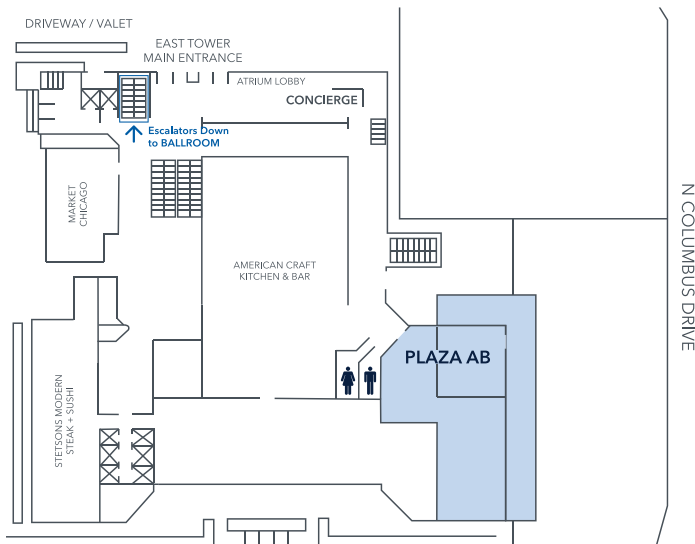 DRIVEWAY / VALET
EAST TOWER
MAIN ENTRANCE
ATRIUM LOBBY
CONCIERGE
Escalators Down
to BALLROOM
MARKET
CHICAGO
AMERICAN CRAFT
KITCHEN & BAR
N COLUMBUS DRIVE
PLAZA AB
STETSONS MODERN
STEAK + SUSHI